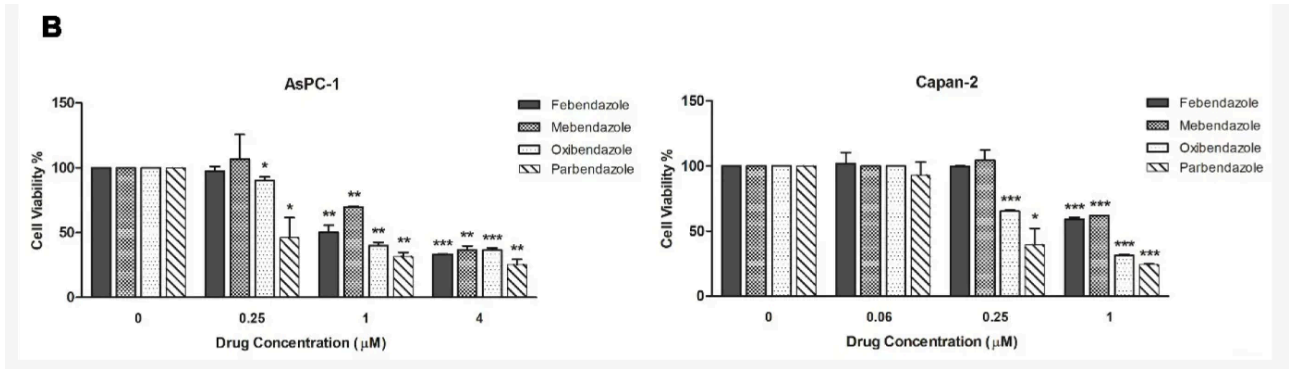 B
AsPC-1
150
100
50
0
Cell Viability %
*
*
**
**
**
**
***
**
***
**
0
0.25
1
4
Drug Concentration (μM)
Febendazole
Mebendazole
Oxibendazole
Parbendazole
Capan-2
150
100
50
0
Cell Viability %
***
*
***
***
***
***
0
0.06
0.25
1
Drug Concentration (μM)
Febendazole
Mebendazole
Oxibendazole
Parbendazole